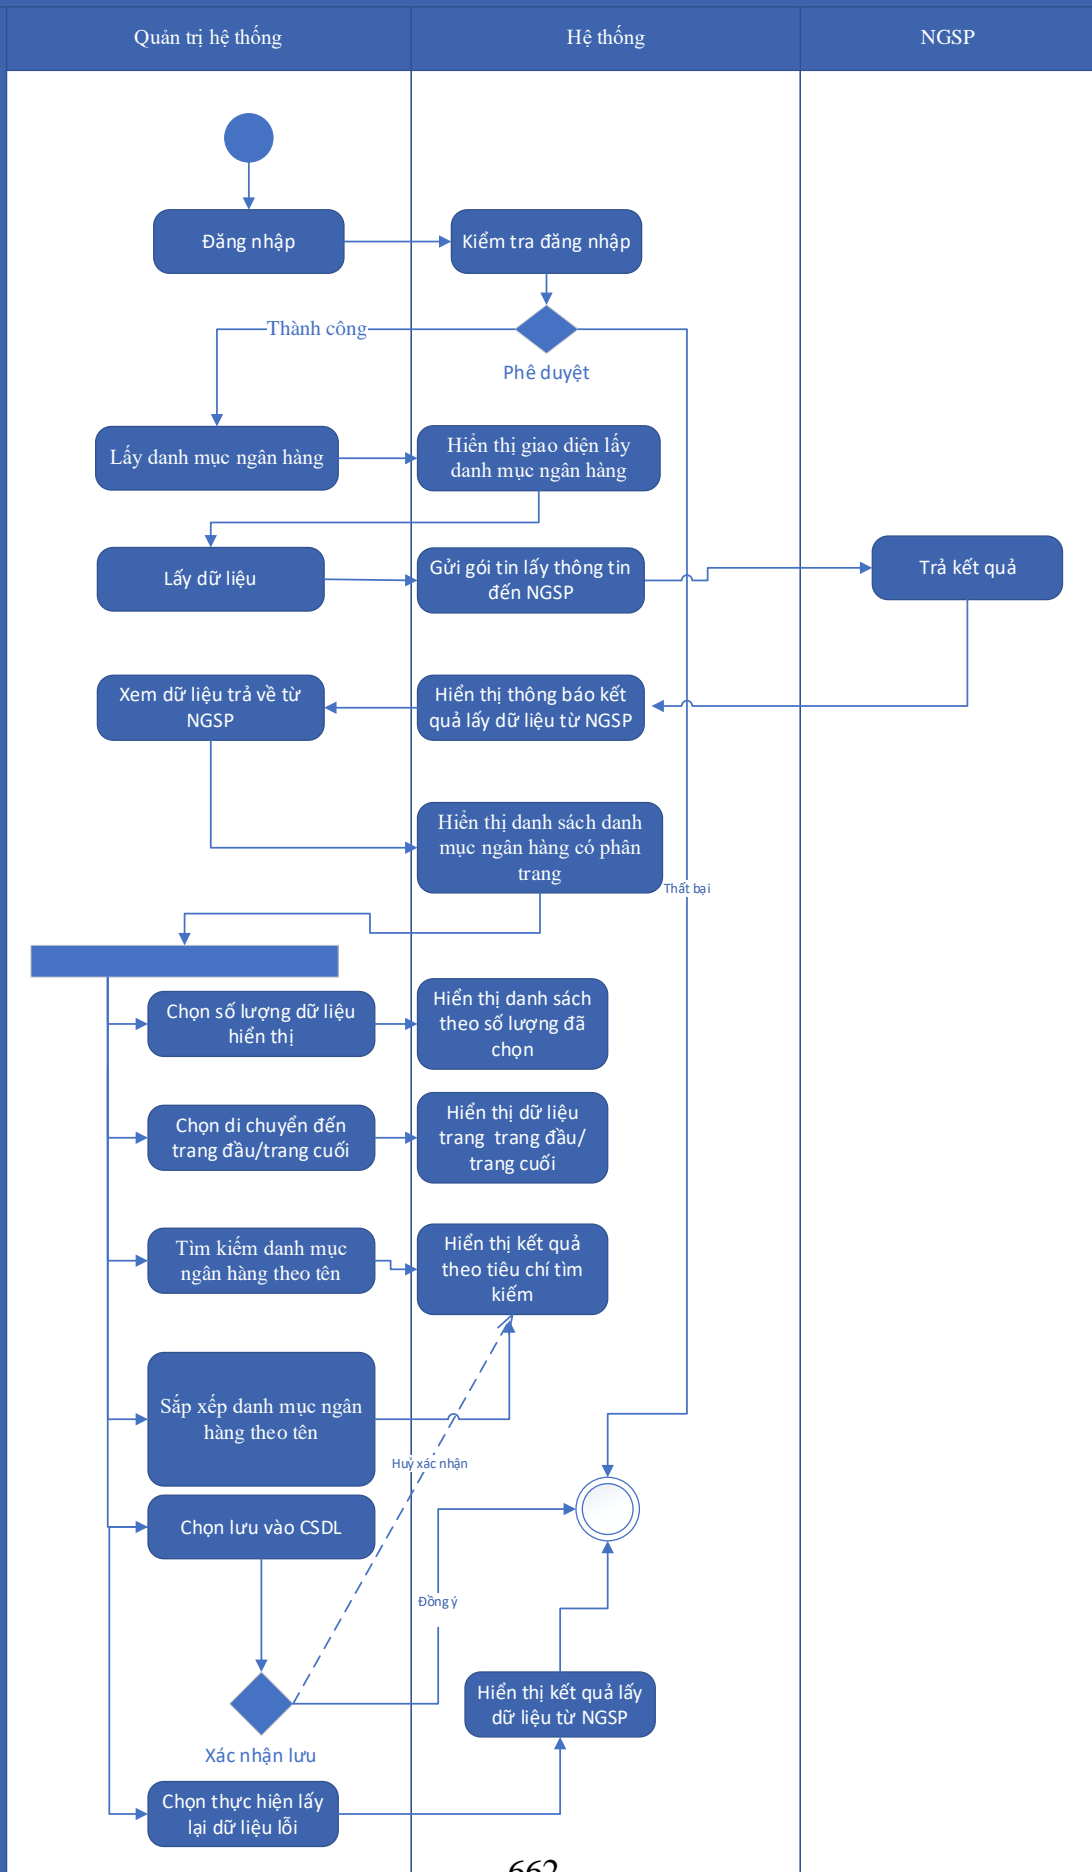 Quản trị hệ thống
Hệ thống
NGSP
Đăng nhập
Kiểm tra đăng nhập
Thành công
Phê duyệt
Lấy danh mục ngân hàng
Hiển thị giao diện lấy
danh mục ngân hàng
Lấy dữ liệu
Gửi gói tin lấy thông tin
đến NGSP
Trả kết quả
Xem dữ liệu trả về từ
NGSP
Hiển thị thông báo kết
quả lấy dữ liệu từ NGSP
Hiển thị danh sách danh
mục ngân hàng có phân
trang
Thất bại
Chọn số lượng dữ liệu
hiển thị
Hiển thị danh sách
theo số lượng đã
chọn
Chọn di chuyển đến
trang đầu/trang cuối
Hiển thị dữ liệu
trang trang đầu/
trang cuối
Tìm kiếm danh mục
ngân hàng theo tên
Hiển thị kết quả
theo tiêu chí tìm
kiếm
Sắp xếp danh mục ngân
hàng theo tên
Huỷ xác nhận
Chọn lưu vào CSDL
Đồng ý
Hiển thị kết quả lấy
dữ liệu từ NGSP
Xác nhận lưu
Chọn thực hiện lấy
lại dữ liệu lỗi
662